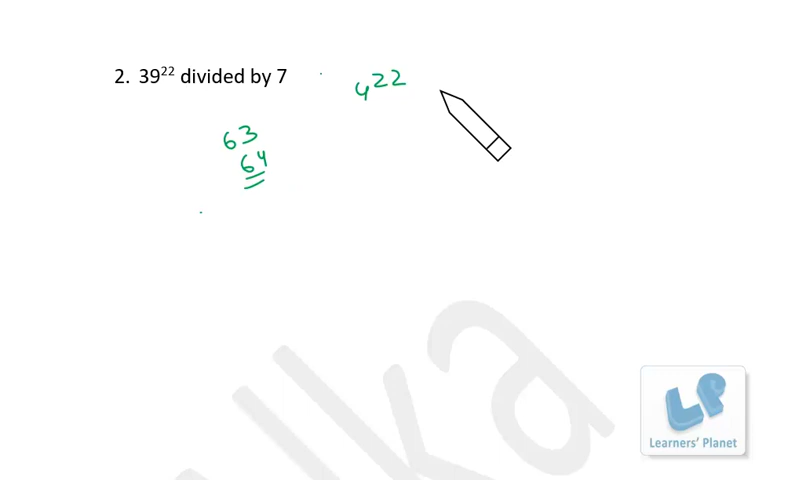 2. 39²² divided by 7
4²²
63
64
Learners' Planet